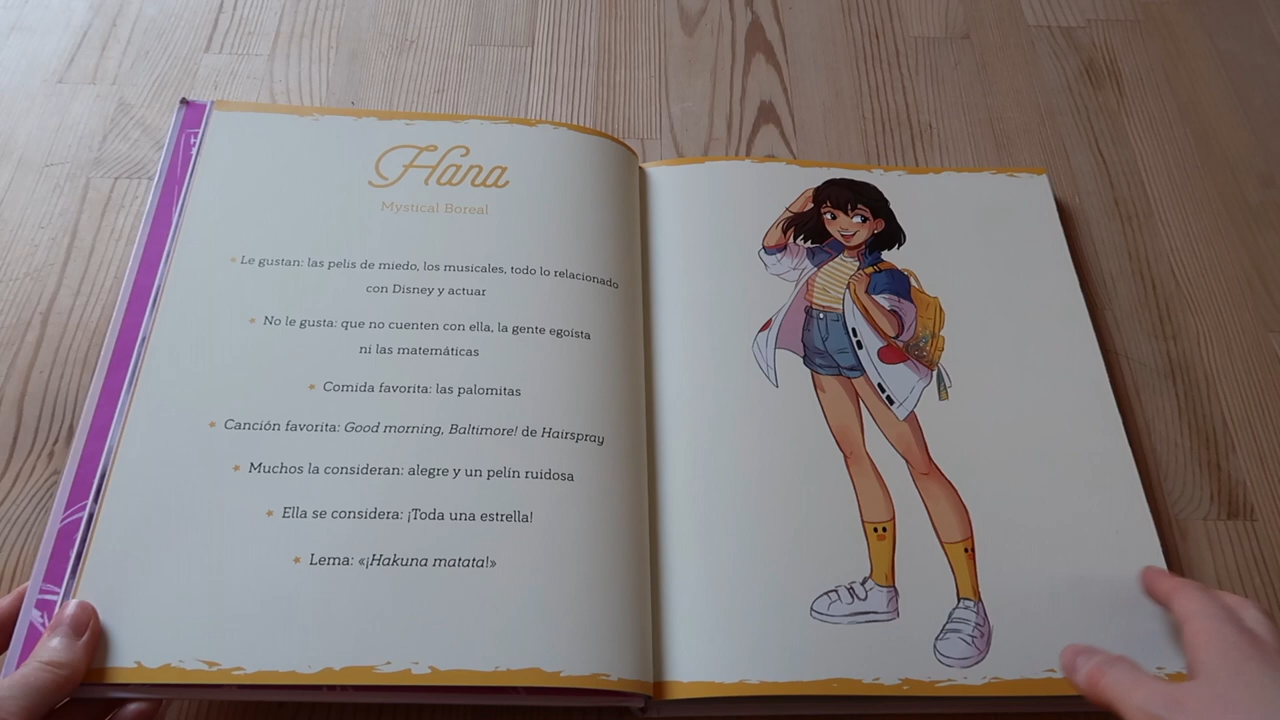 Hana
Mystical Boreal
Le gustan: las pelis de miedo, los musicales, todo lo relacionado
con Disney y actuar
No le gusta: que no cuenten con ella, la gente egoísta
ni las matemáticas
Comida favorita: las palomitas
Canción favorita: Good morning, Baltimore! de Hairspray
Muchos la consideran: alegre y un pelín ruidosa
Ella se considera: ¡Toda una estrella!
Lema: «¡Hakuna matata!»